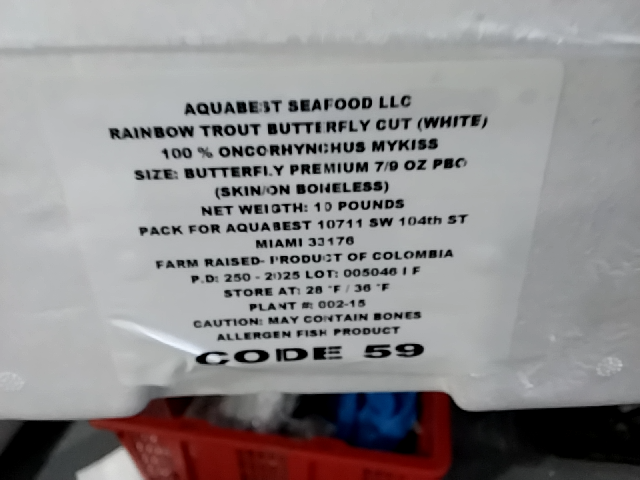 AQUABEST SEAFOOD LLC
RAINBOW TROUT BUTTERFLY CUT (WHITE)
100 % ONCORHYNCHUS MYKISS
SIZE: BUTTERFLY PREMIUM 7/9 OZ PBO
(SKIN/ON BONELESS)
NET WEIGTH: 10 POUNDS
PACK FOR AQUABEST 10711 SW 104th ST
MIAMI 33176
FARM RAISED- PRODUCT OF COLOMBIA
P.D: 250 - 2025 LOT: 005046 I F
STORE AT: 28 °F / 36 °F
PLANT #: 002-15
CAUTION: MAY CONTAIN BONES
ALLERGEN FISH PRODUCT
CODE 59